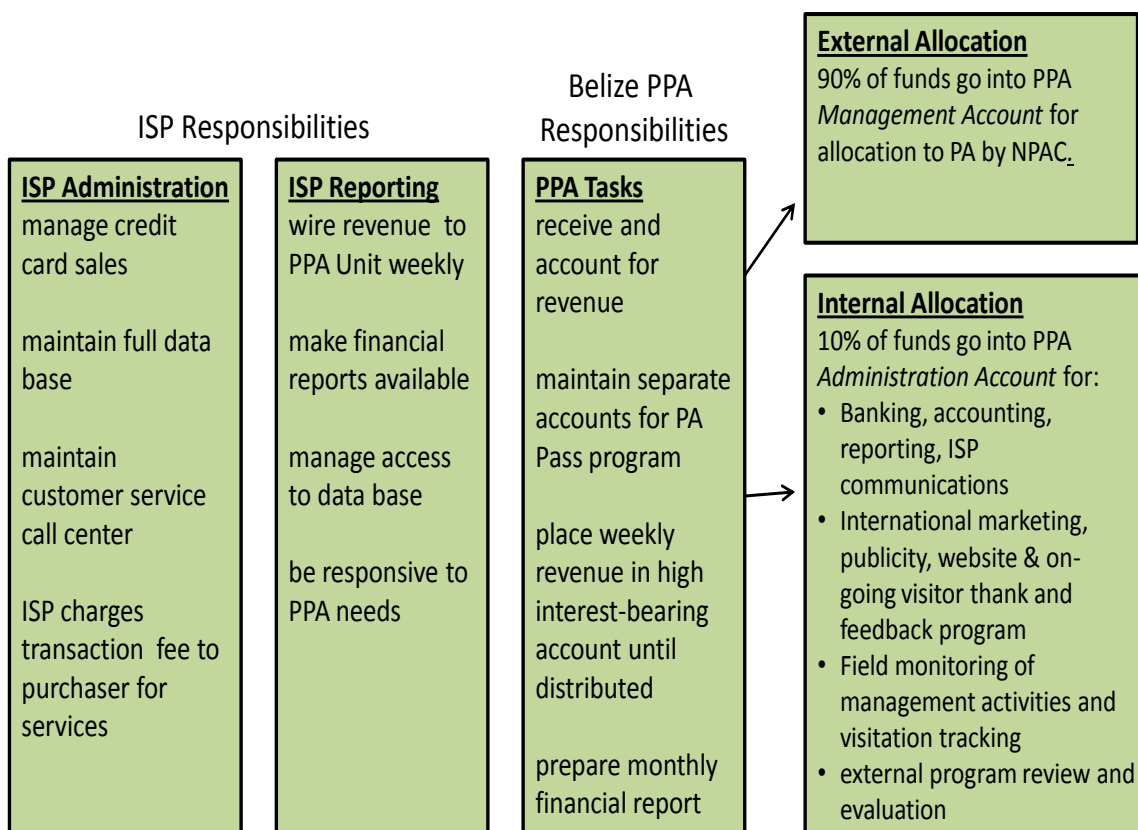 ISP Responsibilities
ISP Administration
manage credit
card sales
maintain full data
base
maintain
customer service
call center
ISP charges
transaction  fee to
purchaser for
services
ISP Reporting
wire revenue  to
PPA Unit weekly
make financial
reports available
manage access
to data base
be responsive to
PPA needs
Belize PPA
Responsibilities
PPA Tasks
receive and
account for
revenue
maintain separate
accounts for PA
Pass program
place weekly
revenue in high
interest-bearing
account until
distributed
prepare monthly
financial report
External Allocation
90% of funds go into PPA
Management Account for
allocation to PA by NPAC.
Internal Allocation
10% of funds go into PPA
Administration Account for:
• Banking, accounting,
reporting, ISP
communications
• International marketing,
publicity, website & on-
going visitor thank and
feedback program
• Field monitoring of
management activities and
visitation tracking
• external program review and
evaluation